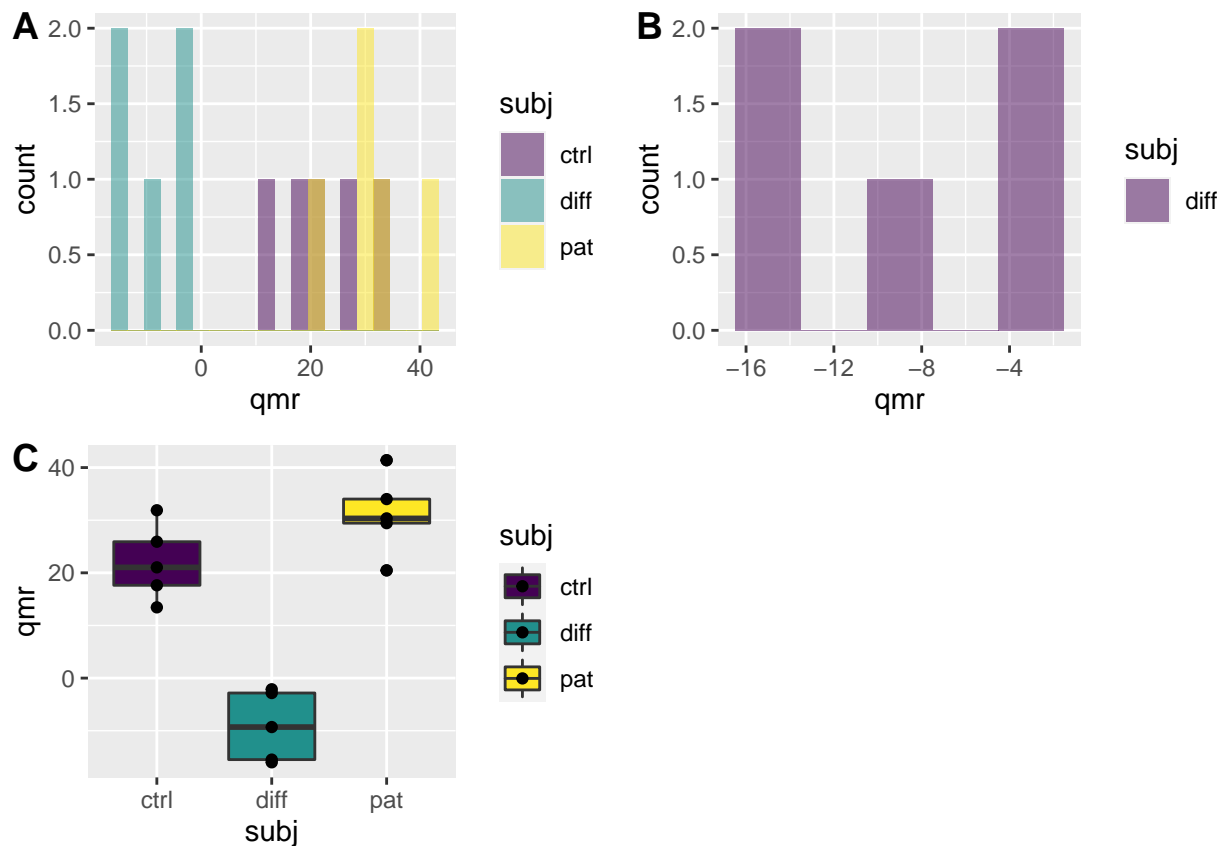 A
2.0
1.5
1.0
0.5
0.0
count
0 20 40
qmr
subj
ctrl
diff
pat
B
2.0
1.5
1.0
0.5
0.0
count
−16 −12 −8 −4
qmr
subj
diff
C
40
20
0
qmr
ctrl diff pat
subj
subj
ctrl
diff
pat